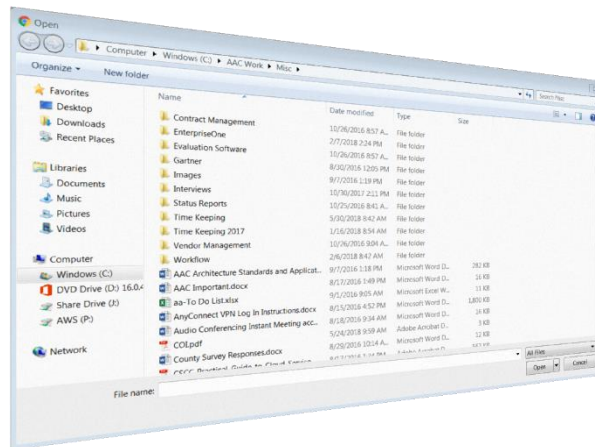 Open
Computer ▸ Windows (C:) ▸ AAC Work ▸ Misc ▸
Search Misc
Organize New folder
Favorites
Desktop
Downloads
Recent Places
Libraries
Documents
Music
Pictures
Videos
Computer
Windows (C:)
DVD Drive (D:) 16.0.4
Share Drive (J:)
AWS (P:)
Network
Name Date modified Type Size
Contract Management 10/26/2016 8:57 A... File folder
EnterpriseOne 2/7/2018 2:24 PM File folder
Evaluation Software 10/26/2016 8:57 A... File folder
Gartner 8/30/2016 12:05 PM File folder
Images 9/7/2016 1:19 PM File folder
Interviews 10/30/2017 2:11 PM File folder
Status Reports 10/25/2016 8:41 A... File folder
Time Keeping 5/30/2018 8:42 AM File folder
Time Keeping 2017 1/16/2018 8:54 AM File folder
Vendor Management 10/26/2016 9:04 A... File folder
Workflow 2/6/2018 8:42 AM File folder
AAC Architecture Standards and Applicat... 9/7/2016 1:18 PM Microsoft Word D... 282 KB
AAC Important.docx 8/17/2016 1:49 PM Microsoft Word D... 16 KB
aa-To Do List.xlsx 9/1/2016 9:05 AM Microsoft Excel W... 11 KB
AnyConnect VPN Log In Instructions.docx 8/15/2016 4:52 PM Microsoft Word D... 1,802 KB
Audio Conferencing Instant Meeting acc... 8/18/2016 9:34 AM Microsoft Word D... 14 KB
COI.pdf 5/24/2018 9:59 AM Adobe Acrobat D... 3 KB
County Survey Responses.docx 8/29/2016 10:14 A... Microsoft Word D... 12 KB
CSCC Practical Guide to Cloud Service
File name:
All Files
Open Cancel